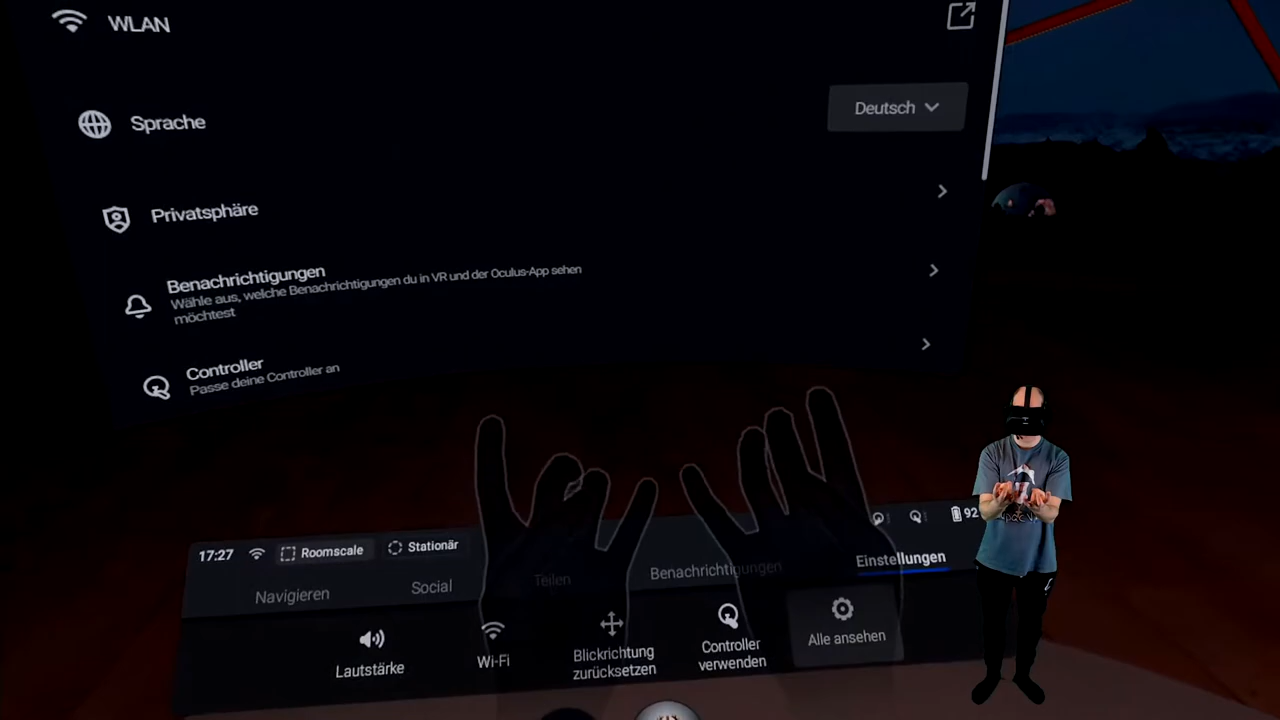 WLAN
Sprache
Deutsch
Privatsphäre
Benachrichtigungen
Wähle aus, welche Benachrichtigungen du in VR und der Oculus-App sehen
möchtest
Controller
Passe deine Controller an
17:27
Roomscale
Stationär
92
Navigieren
Social
Teilen
Benachrichtigungen
Einstellungen
Lautstärke
Wi-Fi
Blickrichtung
zurücksetzen
Controller
verwenden
Alle ansehen